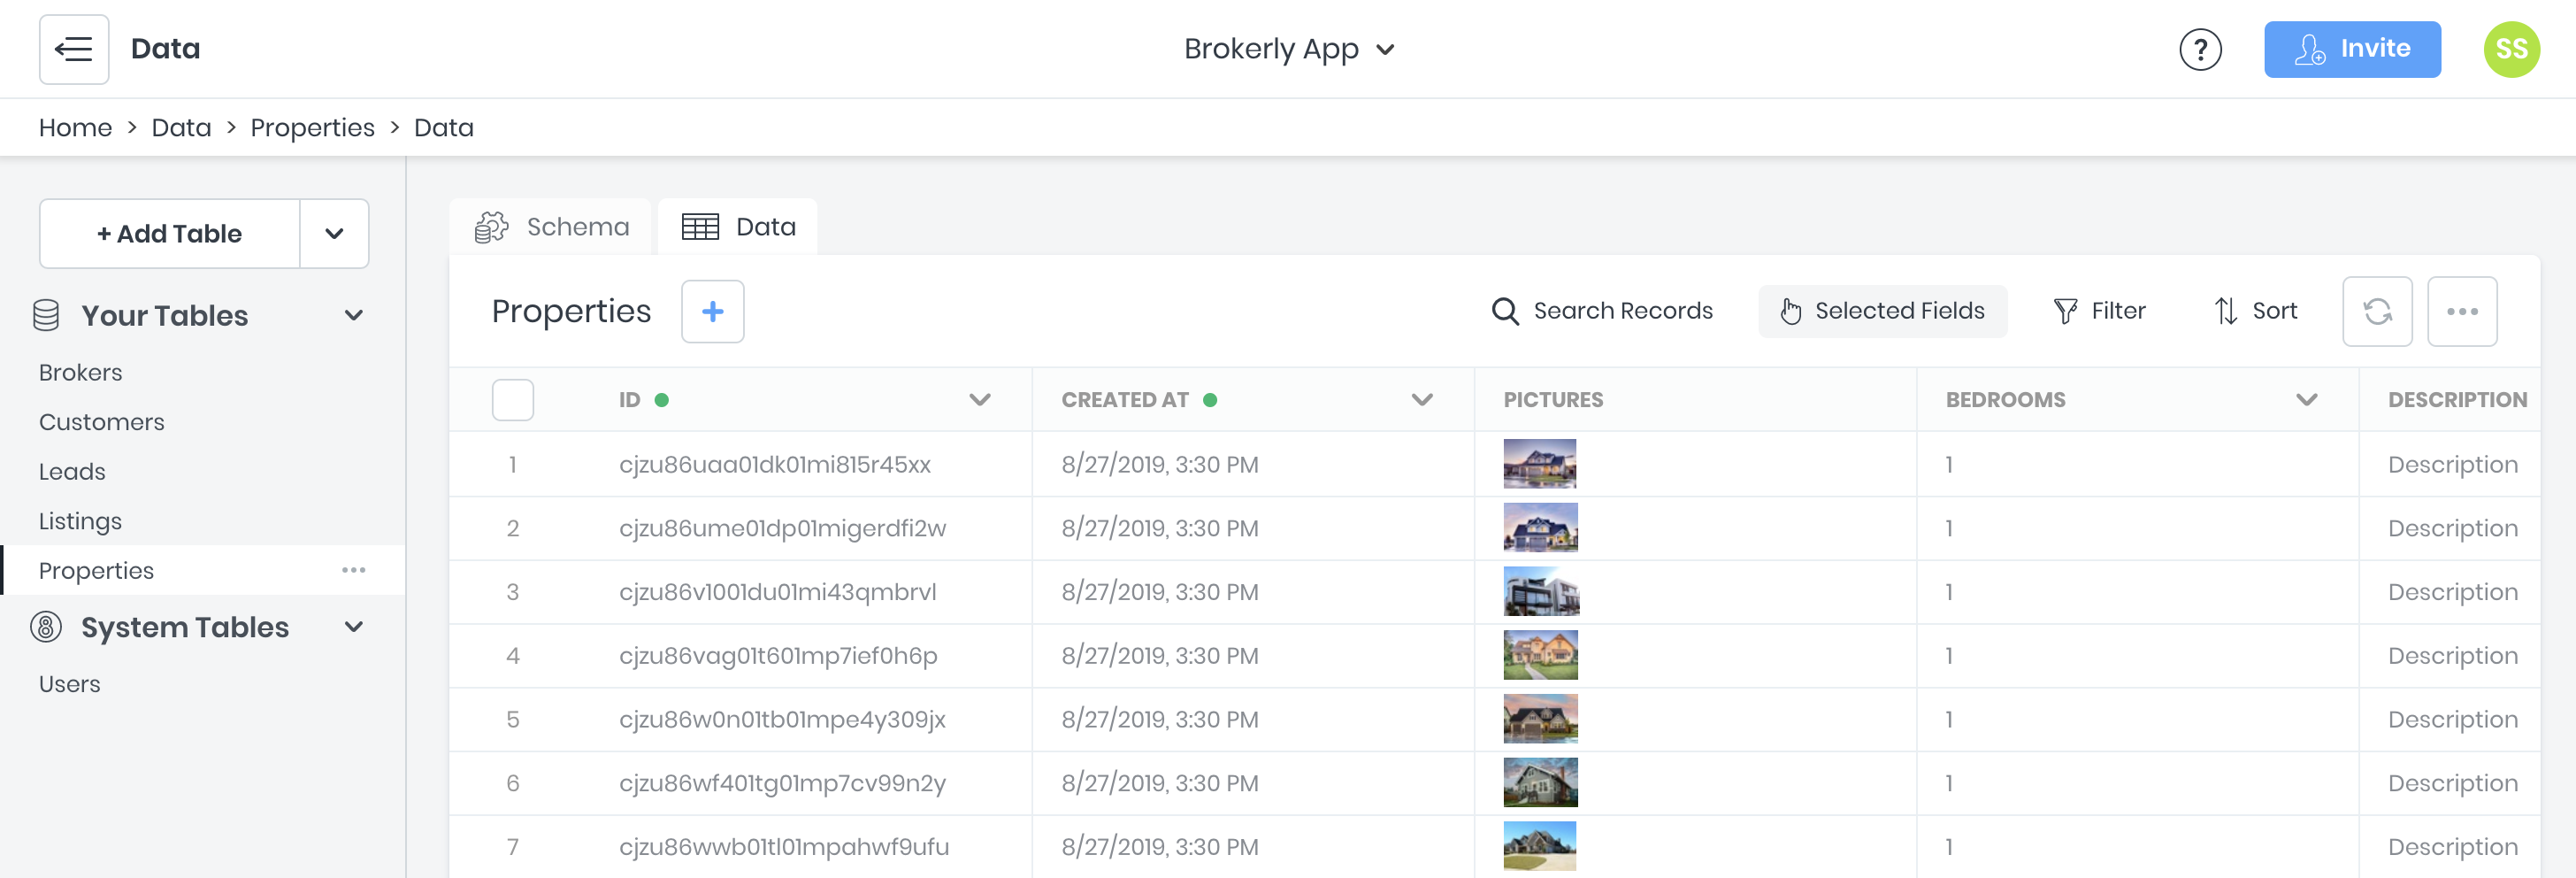 Data
Brokerly App
?
Invite
SS
Home > Data > Properties > Data
+ Add Table
Your Tables
Brokers
Customers
Leads
Listings
Properties
System Tables
Users
Schema
Data
Properties +
Search Records
Selected Fields
Filter
Sort
ID CREATED AT PICTURES BEDROOMS DESCRIPTION
1 cjzu86uaa01dk01mi815r45xx 8/27/2019, 3:30 PM 1 Description
2 cjzu86ume01dp01migerdfi2w 8/27/2019, 3:30 PM 1 Description
3 cjzu86v1001du01mi43qmbrvl 8/27/2019, 3:30 PM 1 Description
4 cjzu86vag01t601mp7ief0h6p 8/27/2019, 3:30 PM 1 Description
5 cjzu86w0n01tb01mpe4y309jx 8/27/2019, 3:30 PM 1 Description
6 cjzu86wf401tg01mp7cv99n2y 8/27/2019, 3:30 PM 1 Description
7 cjzu86wwb01tl01mpahwf9ufu 8/27/2019, 3:30 PM 1 Description